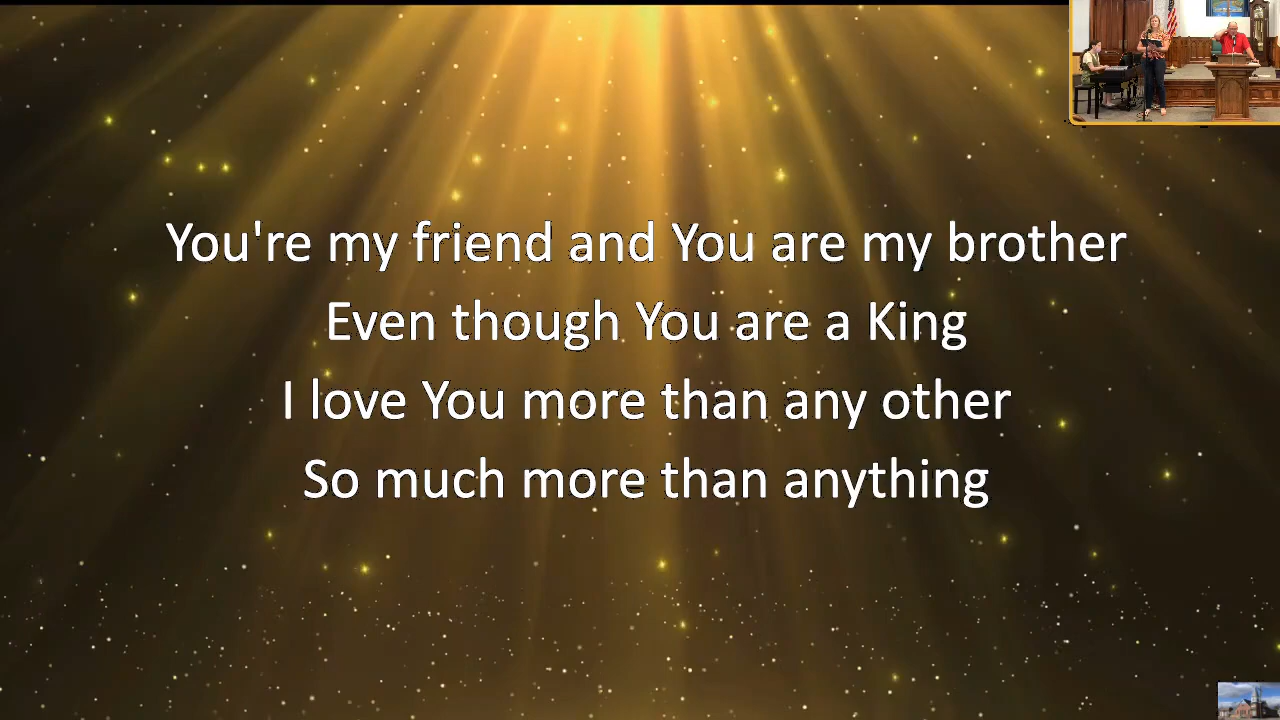 You're my friend and You are my brother
Even though You are a King
I love You more than any other
So much more than anything